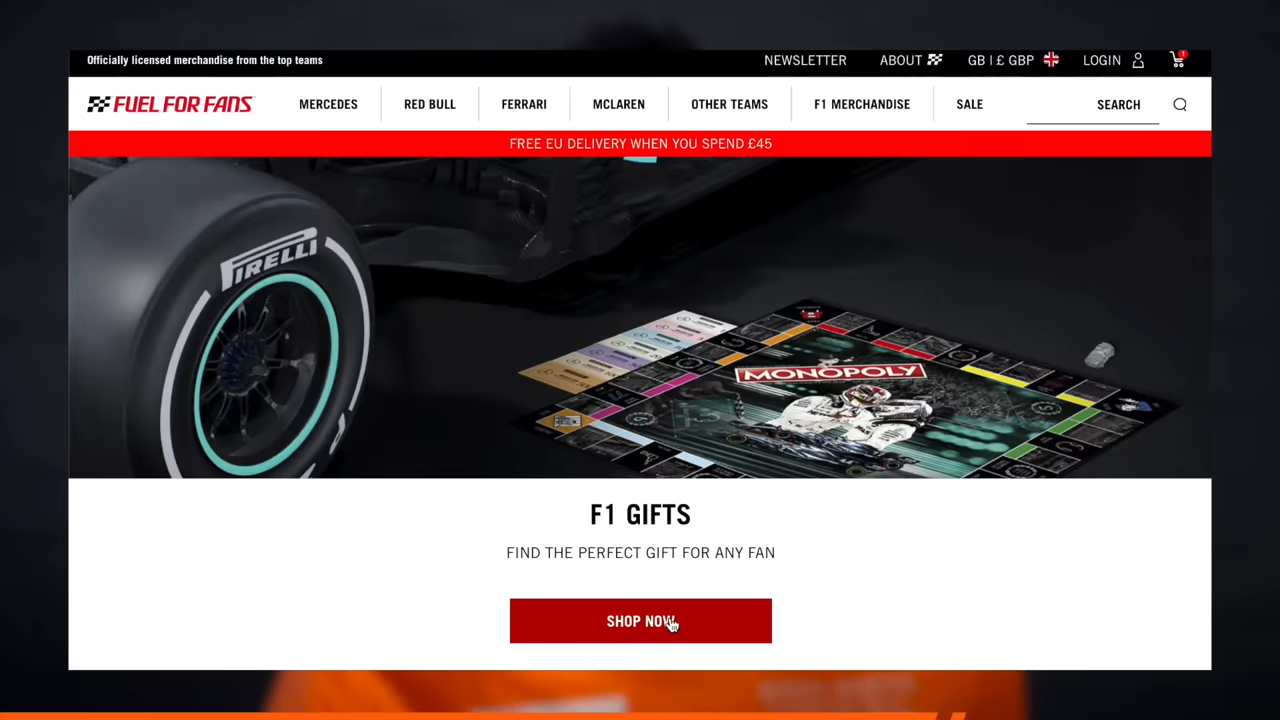 Officially licensed merchandise from the top teams
NEWSLETTER
ABOUT
GB | £ GBP
LOGIN
1
FUEL FOR FANS
MERCEDES
RED BULL
FERRARI
MCLAREN
OTHER TEAMS
F1 MERCHANDISE
SALE
SEARCH
FREE EU DELIVERY WHEN YOU SPEND £45
PIRELLI
MONOPOLY
F1 GIFTS
FIND THE PERFECT GIFT FOR ANY FAN
SHOP NOW